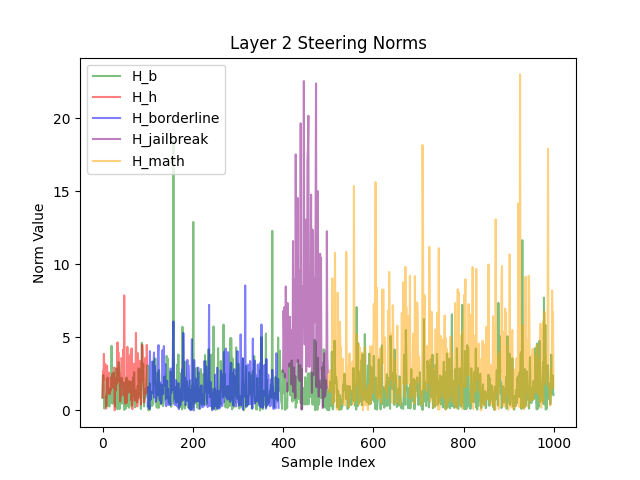 Layer 2 Steering Norms
H_b
H_h
H_borderline
H_jailbreak
H_math
Norm Value
20
15
10
5
0
0 200 400 600 800 1000
Sample Index